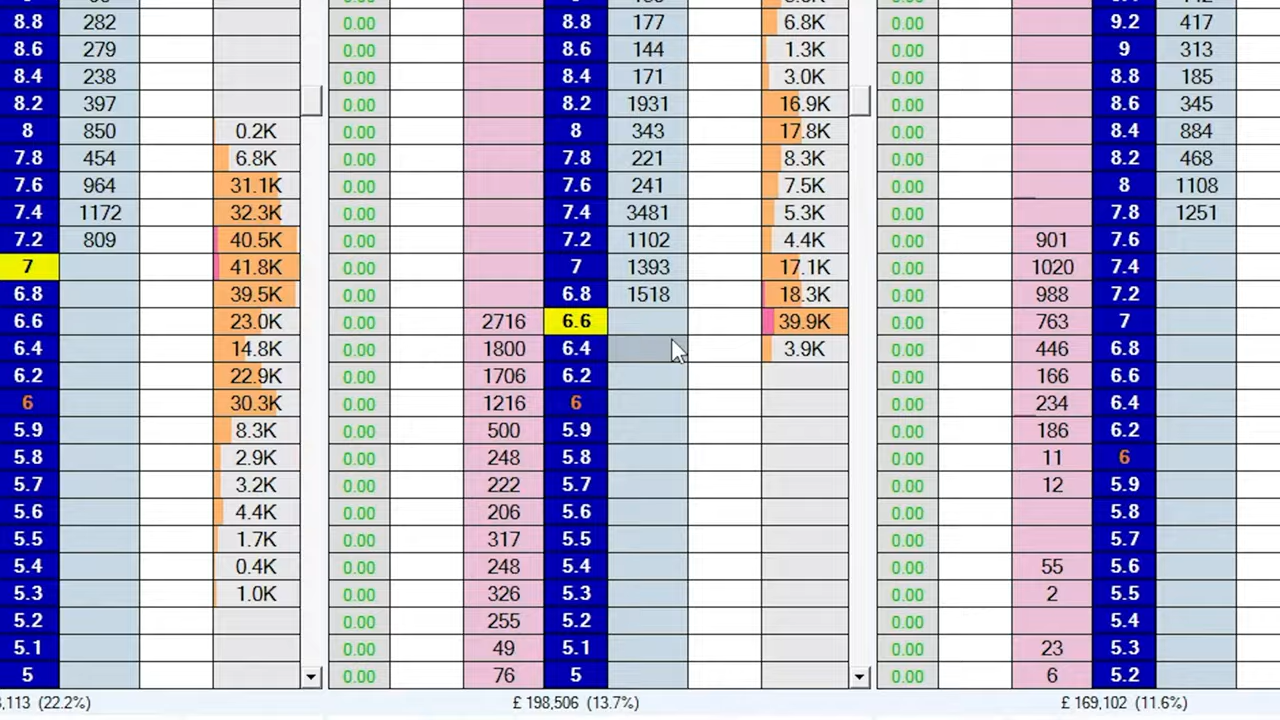 8.8 282 0.00 8.8 177 6.8K 0.00 9.2 417
8.6 279 0.00 8.6 144 1.3K 0.00 9 313
8.4 238 0.00 8.4 171 3.0K 0.00 8.8 185
8.2 397 0.00 8.2 1931 16.9K 0.00 8.6 345
8 850 0.2K 0.00 8 343 17.8K 0.00 8.4 884
7.8 454 6.8K 0.00 7.8 221 8.3K 0.00 8.2 468
7.6 964 31.1K 0.00 7.6 241 7.5K 0.00 8 1108
7.4 1172 32.3K 0.00 7.4 3481 5.3K 0.00 7.8 1251
7.2 809 40.5K 0.00 7.2 1102 4.4K 0.00 901 7.6
7 41.8K 0.00 7 1393 17.1K 0.00 1020 7.4
6.8 39.5K 0.00 6.8 1518 18.3K 0.00 988 7.2
6.6 23.0K 0.00 2716 6.6 39.9K 0.00 763 7
6.4 14.8K 0.00 1800 6.4 3.9K 0.00 446 6.8
6.2 22.9K 0.00 1706 6.2 0.00 166 6.6
6 30.3K 0.00 1216 6 0.00 234 6.4
5.9 8.3K 0.00 500 5.9 0.00 186 6.2
5.8 2.9K 0.00 248 5.8 0.00 11 6
5.7 3.2K 0.00 222 5.7 0.00 12 5.9
5.6 4.4K 0.00 206 5.6 0.00 5.8
5.5 1.7K 0.00 317 5.5 0.00 5.7
5.4 0.4K 0.00 248 5.4 0.00 55 5.6
5.3 1.0K 0.00 326 5.3 0.00 2 5.5
5.2 0.00 255 5.2 0.00 5.4
5.1 0.00 49 5.1 0.00 23 5.3
5 0.00 76 5 0.00 6 5.2
,113 (22.2%) £ 198,506 (13.7%) £ 169,102 (11.6%)